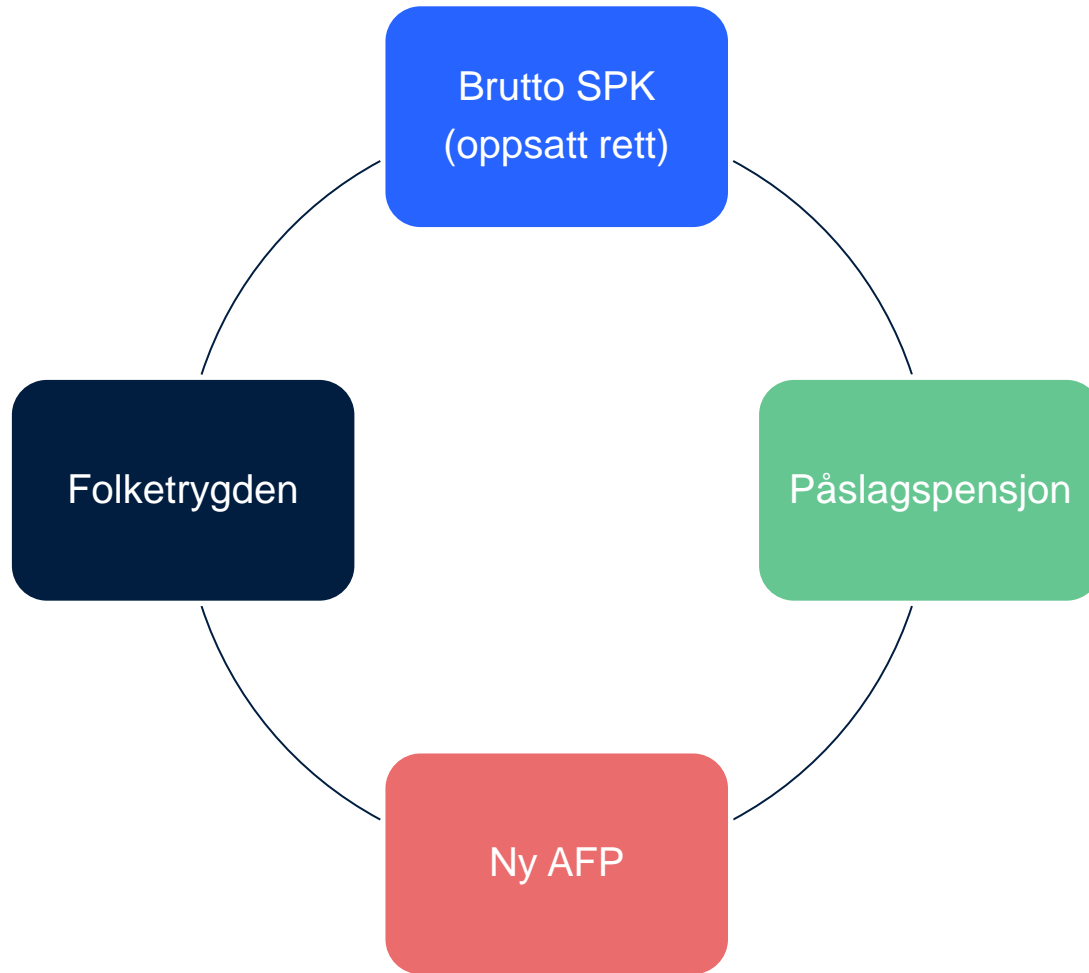 Brutto SPK
(oppsatt rett)
Folketrygden
Påslagspensjon
Ny AFP